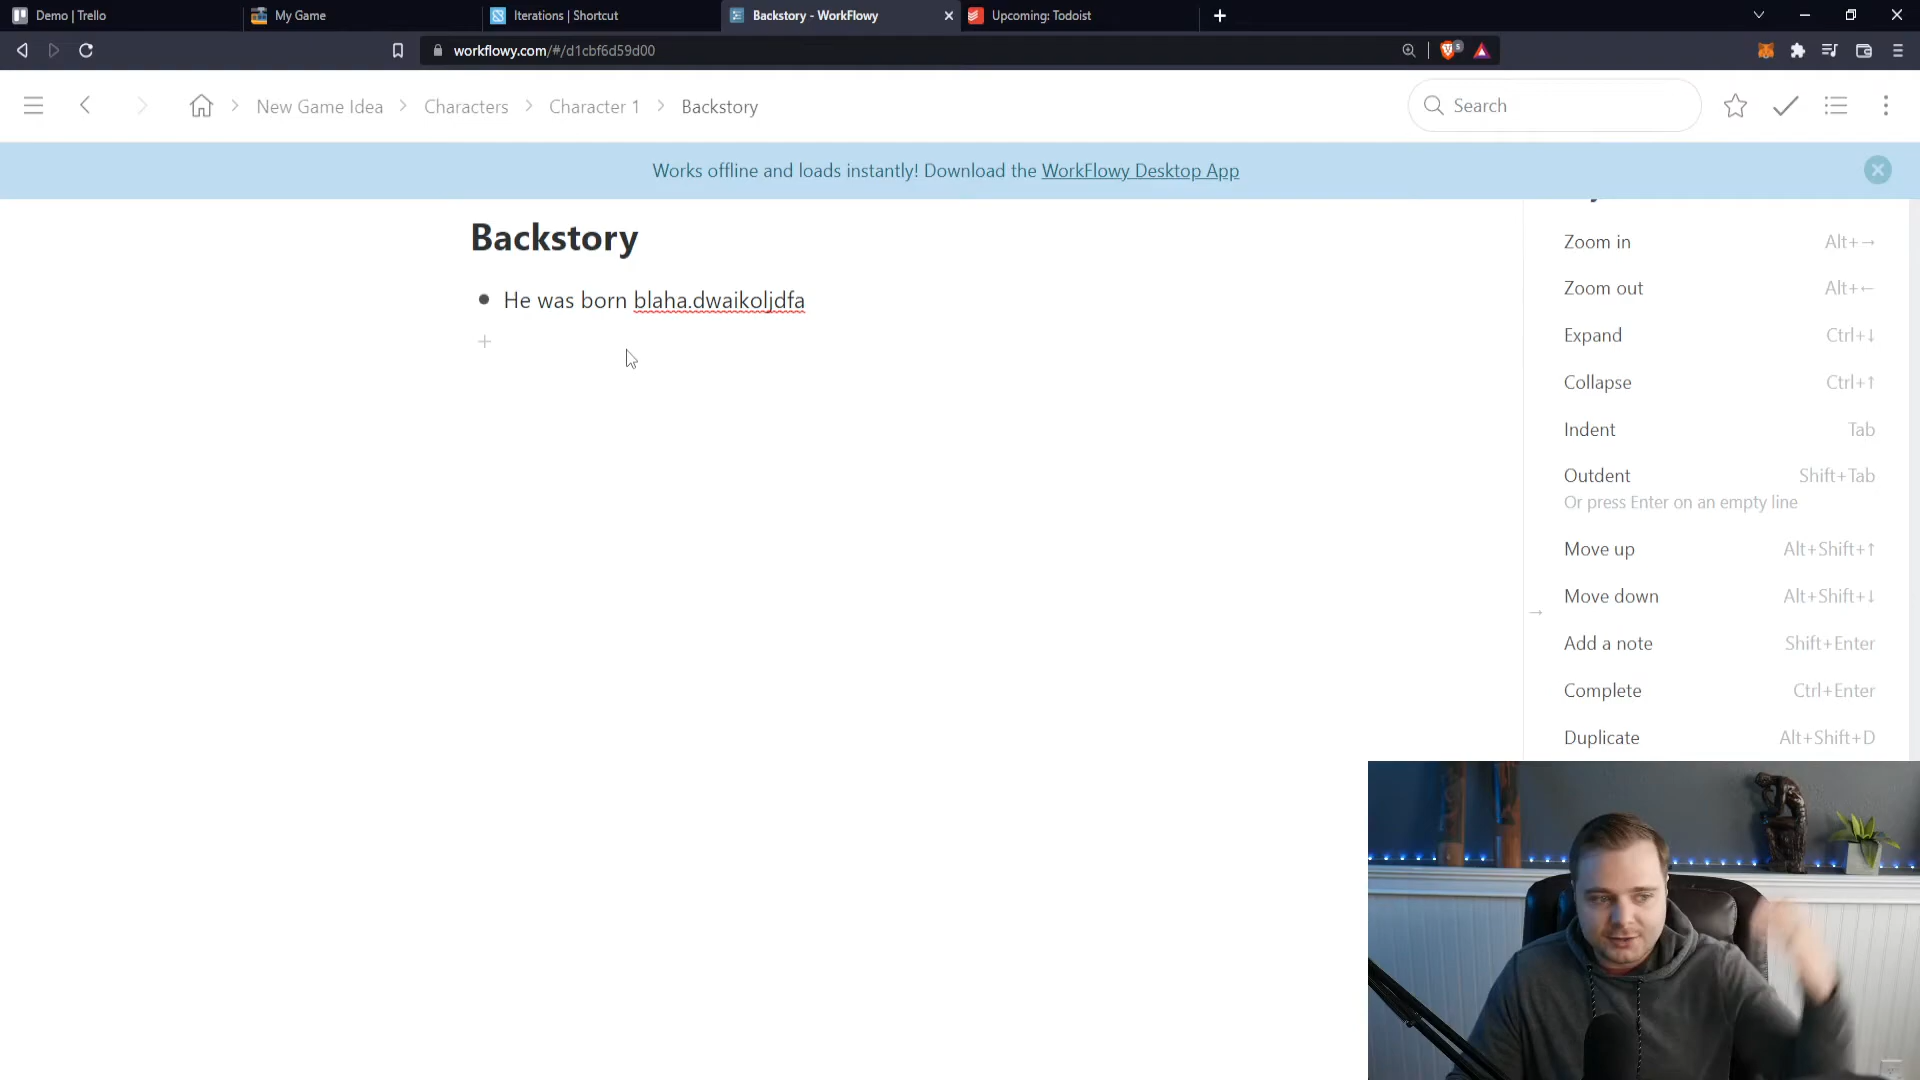 Demo | Trello
My Game
Iterations | Shortcut
Backstory - WorkFlowy
Upcoming: Todoist
workflowy.com/#/d1cbf6d59d00
New Game Idea
Characters
Character 1
Backstory
Search
Works offline and loads instantly! Download the WorkFlowy Desktop App
Backstory
He was born blaha.dwaikoljdfa
Zoom in Alt+→
Zoom out Alt+←
Expand Ctrl+↓
Collapse Ctrl+↑
Indent Tab
Outdent Shift+Tab
Or press Enter on an empty line
Move up Alt+Shift+↑
Move down Alt+Shift+↓
Add a note Shift+Enter
Complete Ctrl+Enter
Duplicate Alt+Shift+D